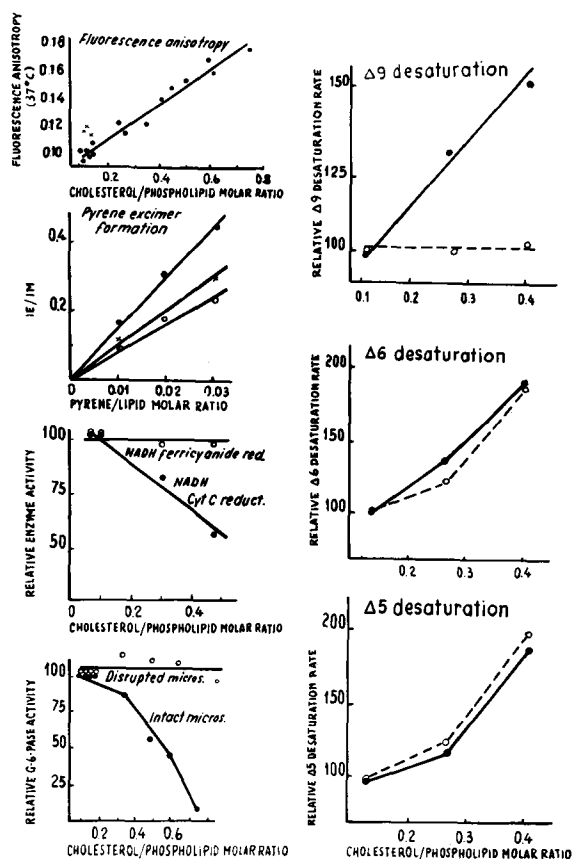 Fluorescence anisotropy
FLUORESCENCE ANISOTROPY
(37°C)
0.18
0.16
0.14
0.12
0.10
0.2
0.4
0.6
0.8
CHOLESTEROL/PHOSPHOLIPID MOLAR RATIO
Pyrene excimer
formation
IE/IM
0,4
0.2
0
0.01
0.02
0.03
PYRENE/LIPID MOLAR RATIO
RELATIVE ENZYME ACTIVITY
100
75
50
NADH ferricyanide red.
NADH
Cyt C reduct.
0.2
0.4
CHOLESTEROL/PHOSPHOLIPID MOLAR RATIO
RELATIVE G-6-PASE ACTIVITY
100
75
50
25
Disrupted micros.
Intact micros.
0.2
0.4
0.6
CHOLESTEROL/PHOSPHOLIPID MOLAR RATIO
Δ9 desaturation
RELATIVE Δ9 DESATURATION RATE
150
125
100
0.1
0.2
0.3
0.4
Δ6 desaturation
RELATIVE Δ6 DESATURATION RATE
200
150
100
0.2
0.3
0.4
Δ5 desaturation
RELATIVE Δ5 DESATURATION RATE
200
150
100
0.2
0.3
0.4
CHOLESTEROL/PHOSPHOLIPID MOLAR RATIO